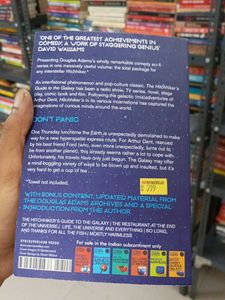 'ONE OF THE GREATEST ACHIEVEMENTS IN
COMEDY. A WORK OF STAGGERING GENIUS'
DAVID WALLIAMS
Presenting Douglas Adams's wholly remarkable comedy sci-fi
series in one massively useful volume: the total package for
any interstellar Hitchhiker.*
An international phenomenon and pop-culture classic, The Hitchhiker's
Guide to the Galaxy has been a radio show, TV series, novel, stage
play, comic book and film. Following the galactic (mis)adventures of
Arthur Dent, Hitchhiker's in its various incarnations has captured the
imaginations of curious minds around the world.
DON'T PANIC
One Thursday lunchtime the Earth is unexpectedly demolished to make
way for a new hyperspatial express route. For Arthur Dent, rescued
by his best friend Ford (who, even more unexpectedly, turns out to
be from another planet), this already seems rather a lot to cope with.
Unfortunately, his travels have only just begun. The Galaxy may offer
a mind-boggling variety of ways to be blown up and insulted, but it's
very hard to get a cup of tea...
*Towel not included.
WITH BONUS CONTENT, UPDATED MATERIAL FROM
THE DOUGLAS ADAMS ARCHIVES AND A SPECIAL
INTRODUCTION FROM THE AUTHOR.
THE HITCHHIKER'S GUIDE TO THE GALAXY | THE RESTAURANT AT THE END
OF THE UNIVERSE | LIFE, THE UNIVERSE AND EVERYTHING | SO LONG,
AND THANKS FOR ALL THE FISH | MOSTLY HARMLESS
For sale in the Indian subcontinent only